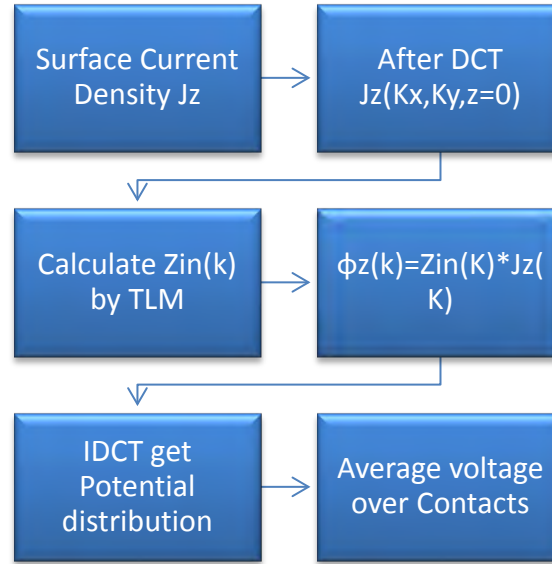 Surface Current
Density Jz
After DCT
Jz(Kx,Ky,z=0)
Calculate Zin(k)
by TLM
ϕz(k)=Zin(K)*Jz(
K)
IDCT get
Potential
distribution
Average voltage
over Contacts